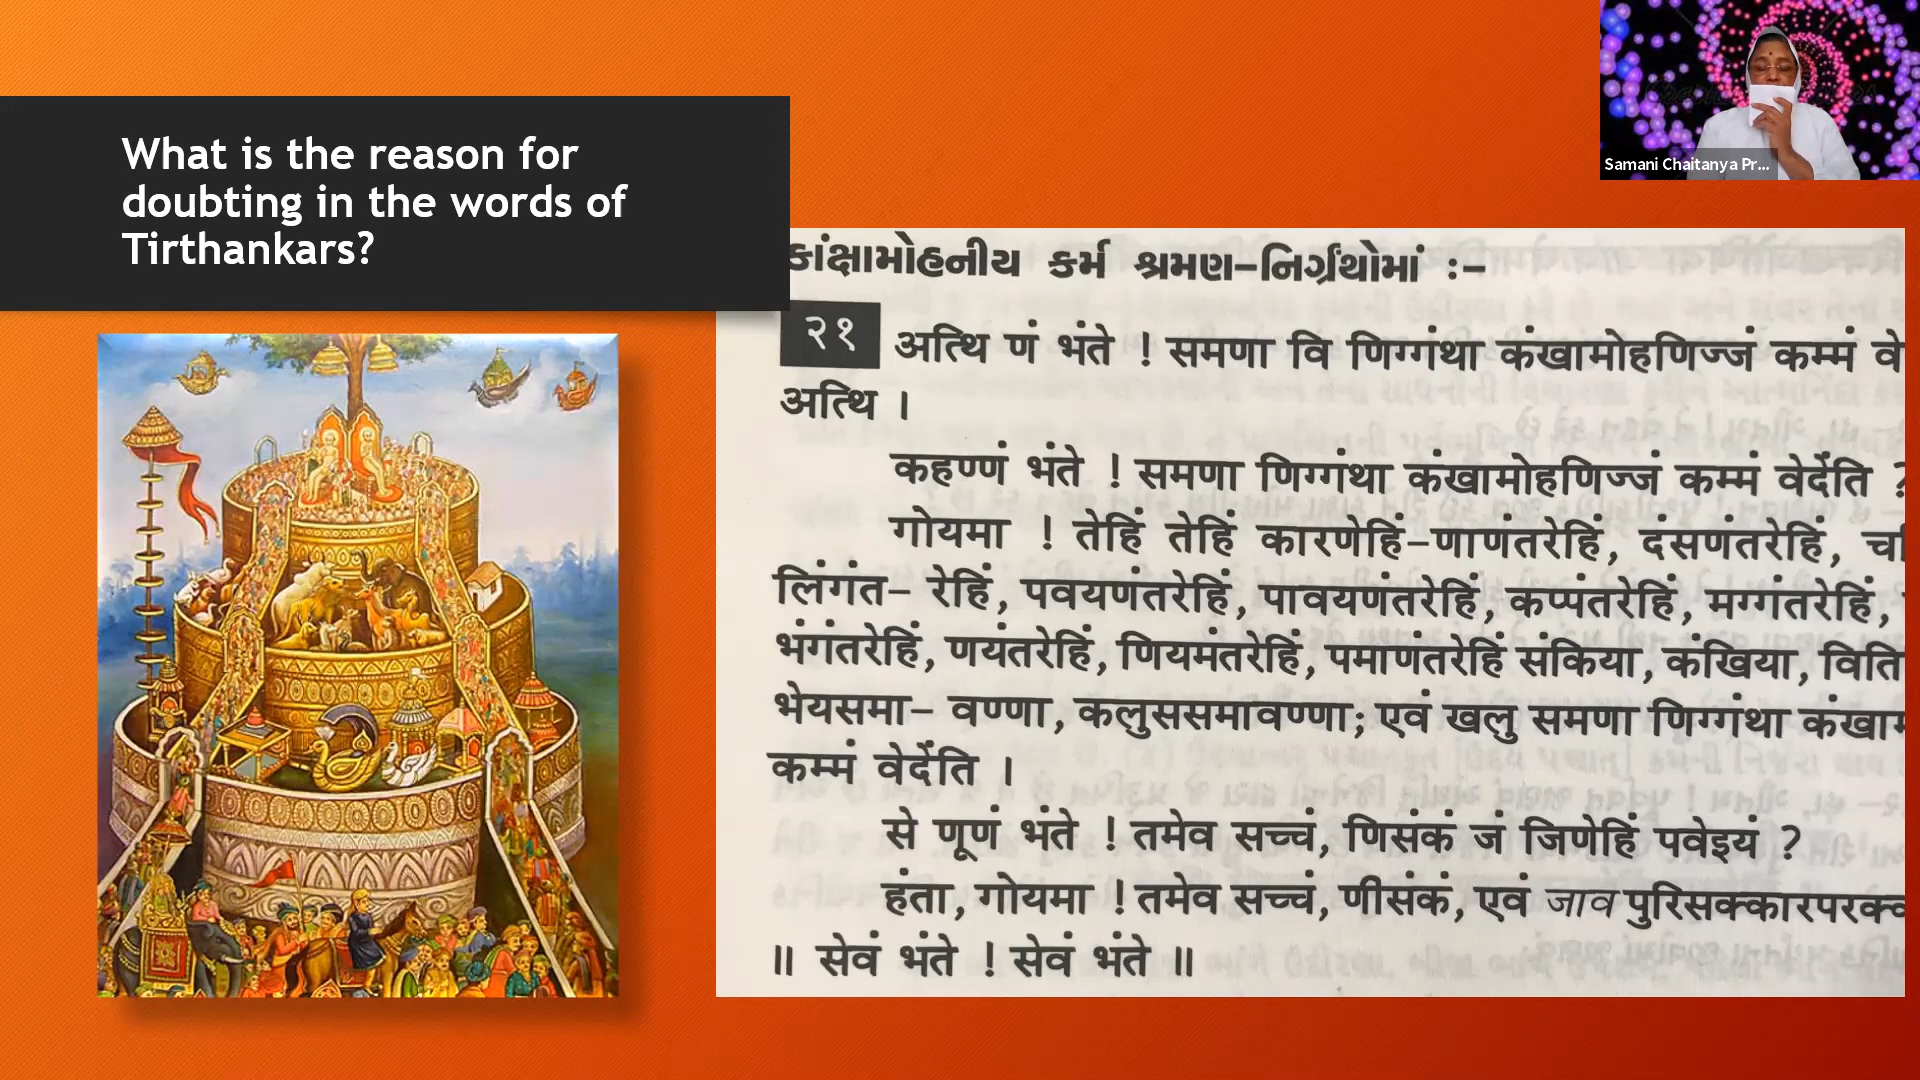 What is the reason for
doubting in the words of
Tirthankars?
Samani Chaitanya Pr...
કાંક્ષામોહનીય કર્મ શ્રમણ-નિર્ગ્રંથોમાં :-
२१ अत्थि णं भंते ! समणा वि णिग्गंथा कंखामोहणिज्जं कम्मं वे
अत्थि ।
कहण्णं भंते ! समणा णिग्गंथा कंखामोहणिज्जं कम्मं वेदेंति ?
गोयमा ! तेहिं तेहिं कारणेहिं-णाणंतरेहिं, दंसणंतरेहिं,
लिंगंत- रेहिं, पवयणंतरेहिं, पावयणंतरेहिं, कप्पंतरेहिं, मग्गंतरेहिं,
भंगंतरेहिं, णयंतरेहिं, णियमंतरेहिं, पमाणंतरेहिं संकिया, कंखिया, विति
भेयसमा- वण्णा, कलुससमावण्णा; एवं खलु समणा णिग्गंथा कंखाम
कम्मं वेदेंति ।
से णूणं भंते ! तमेव सच्चं, णिसंकं जं जिणेहिं पवेइयं ?
हंता, गोयमा ! तमेव सच्चं, णीसंकं, एवं जाव पुरिसक्कारपरक्क
॥ सेवं भंते ! सेवं भंते ॥